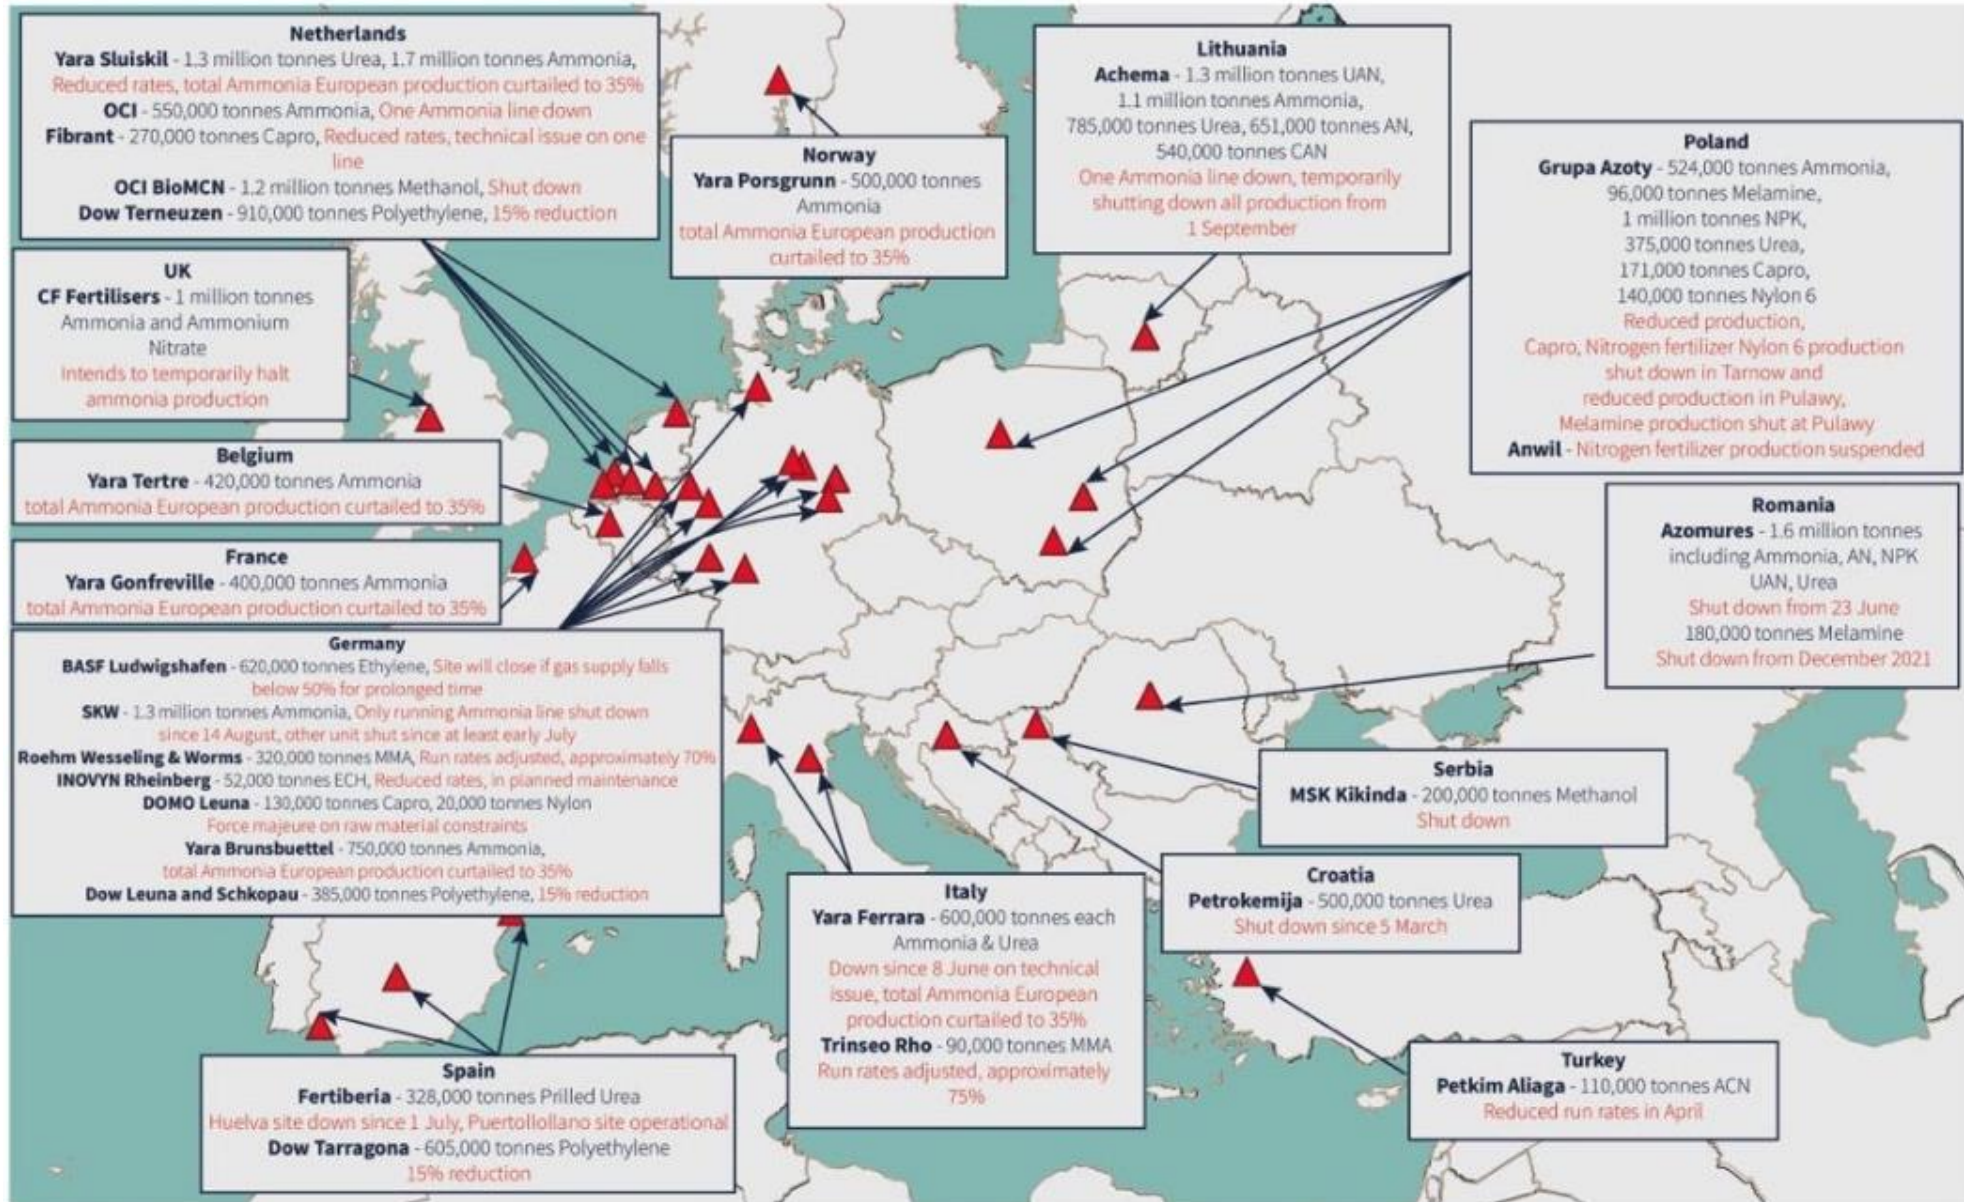 Netherlands
Yara Sluiskil - 1.3 million tonnes Urea, 1.7 million tonnes Ammonia,
Reduced rates, total Ammonia European production curtailed to 35%
OCI - 550,000 tonnes Ammonia, One Ammonia line down
Fibrant - 270,000 tonnes Capro, Reduced rates, technical issue on one
line
OCI BioMCN - 1.2 million tonnes Methanol, Shut down
Dow Terneuzen - 910,000 tonnes Polyethylene, 15% reduction
Norway
Yara Porsgrunn - 500,000 tonnes
Ammonia
total Ammonia European production
curtailed to 35%
Lithuania
Achema - 1.3 million tonnes UAN,
1.1 million tonnes Ammonia,
785,000 tonnes Urea, 651,000 tonnes AN,
540,000 tonnes CAN
One Ammonia line down, temporarily
shutting down all production from
1 September
Poland
Grupa Azoty - 524,000 tonnes Ammonia,
96,000 tonnes Melamine,
1 million tonnes NPK,
375,000 tonnes Urea,
171,000 tonnes Capro,
140,000 tonnes Nylon 6
Reduced production,
Capro, Nitrogen fertilizer Nylon 6 production
shut down in Tarnow and
reduced production in Pulawy,
Melamine production shut at Pulawy
Anwil - Nitrogen fertilizer production suspended
UK
CF Fertilisers - 1 million tonnes
Ammonia and Ammonium
Nitrate
Intends to temporarily halt
ammonia production
Belgium
Yara Tertre - 420,000 tonnes Ammonia
total Ammonia European production curtailed to 35%
France
Yara Gonfreville - 400,000 tonnes Ammonia
total Ammonia European production curtailed to 35%
Romania
Azomures - 1.6 million tonnes
including Ammonia, AN, NPK
UAN, Urea
Shut down from 23 June
180,000 tonnes Melamine
Shut down from December 2021
Germany
BASF Ludwigshafen - 620,000 tonnes Ethylene, Site will close if gas supply falls
below 50% for prolonged time
SKW - 1.3 million tonnes Ammonia, Only running Ammonia line shut down
since 14 August, other unit shut since at least early July
Roehm Wesseling & Worms - 320,000 tonnes MMA, Run rates adjusted, approximately 70%
INOVYN Rheinberg - 52,000 tonnes ECH, Reduced rates, in planned maintenance
DOMO Leuna - 130,000 tonnes Capro, 20,000 tonnes Nylon
Force majeure on raw material constraints
Yara Brunsbuettel - 750,000 tonnes Ammonia,
total Ammonia European production curtailed to 35%
Dow Leuna and Schkopau - 385,000 tonnes Polyethylene, 15% reduction
Serbia
MSK Kikinda - 200,000 tonnes Methanol
Shut down
Croatia
Petrokemija - 500,000 tonnes Urea
Shut down since 5 March
Italy
Yara Ferrara - 600,000 tonnes each
Ammonia & Urea
Down since 8 June on technical
issue, total Ammonia European
production curtailed to 35%
Trinseo Rho - 90,000 tonnes MMA
Run rates adjusted, approximately
75%
Spain
Fertiberia - 328,000 tonnes Prilled Urea
Huelva site down since 1 July, Puertollollano site operational
Dow Tarragona - 605,000 tonnes Polyethylene
15% reduction
Turkey
Petkim Aliaga - 110,000 tonnes ACN
Reduced run rates in April